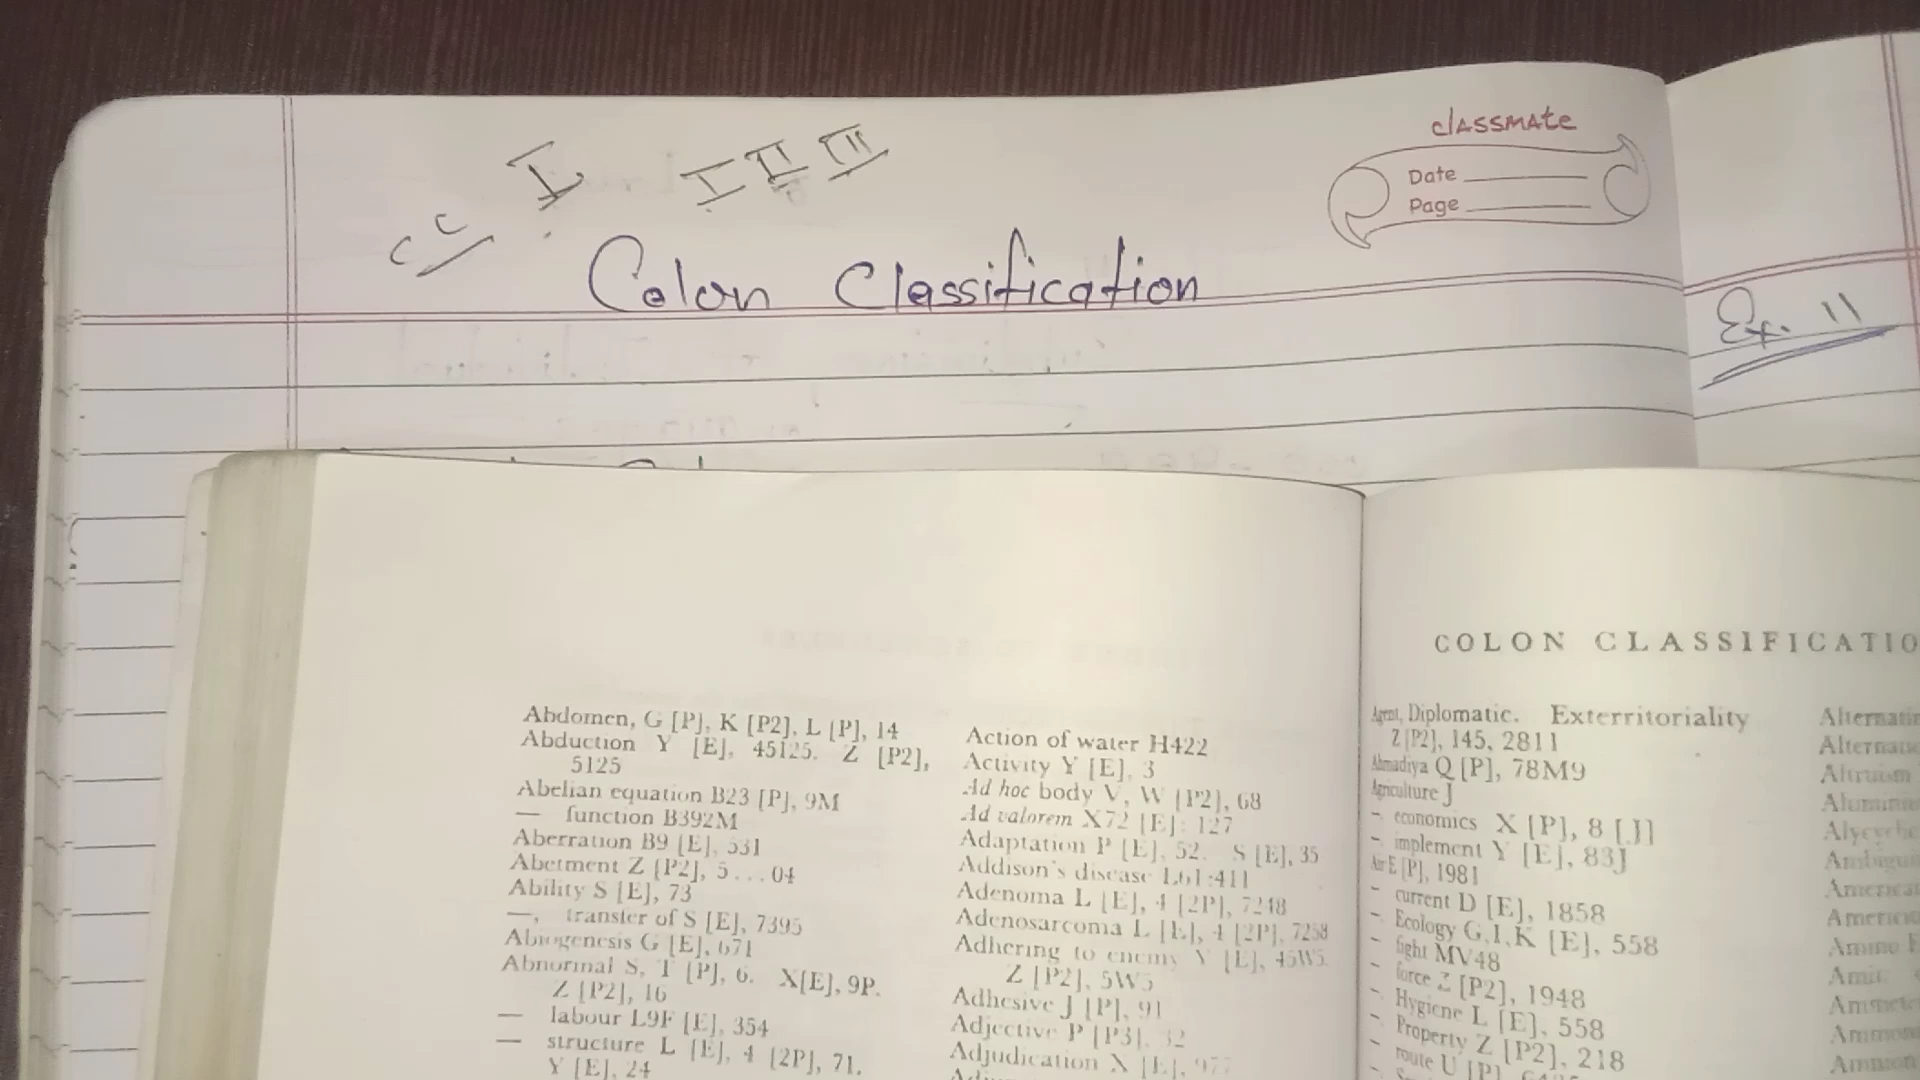 CC I I II III
classmate
Date
Page
Colon Classification
Ex. 11
Abdomen, G [P], K [P2], L [P], 14
Abduction Y [E], 45125. Z [P2],
5125
Abelian equation B23 [P], 9M
— function B392M
Aberration B9 [E], 531
Abetment Z [P2], 5...04
Ability S [E], 73
—, transfer of S [E], 7395
Abiogenesis G [E], 671
Abnormal S, T [P], 6. X[E], 9P.
Z [P2], 16
— labour L9F [E], 354
— structure L [E], 4 [2P], 71.
Y [E], 24
Action of water H422
Activity Y [E], 3
Ad hoc body V, W [P2], 68
Ad valorem X72 [E]: 127
Adaptation P [E], 52. S [E], 35
Addison's disease L61:411
Adenoma L [E], 4 [2P], 7248
Adenosarcoma L [E], 4 [2P], 7258
Adhering to enemy Y [E], 45W5.
Z [P2], 5W5
Adhesive J [P], 91
Adjective P [P3], 32
Adjudication X [E], 977
COLON CLASSIFICATIO
Agent, Diplomatic. Exterritoriality
Z [P2], 145, 2811
Ahmadiya Q [P], 78M9
Agriculture J
- economics X [P], 8 [J]
- implement Y [E], 83J
Air E [P], 1981
- current D [E], 1858
- Ecology G,I,K [E], 558
- fight MV48
- force Z [P2], 1948
- Hygiene L [E], 558
- Property Z [P2], 218
- route U [P]
Altruism